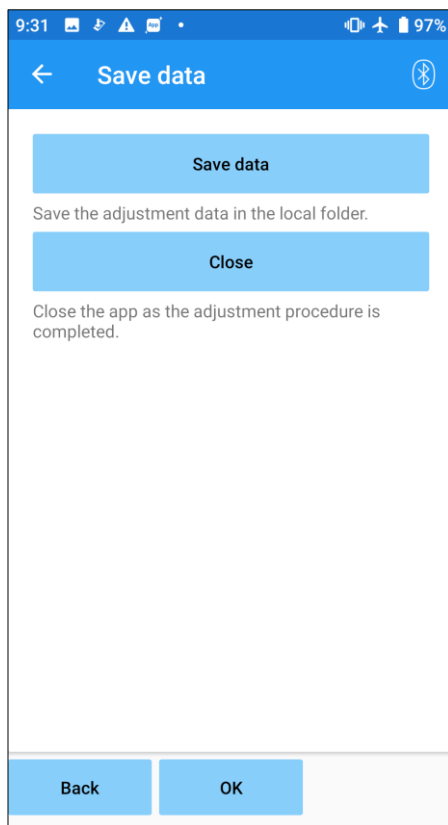 9:31 97%
Save data
Save data
Save the adjustment data in the local folder.
Close
Close the app as the adjustment procedure is
completed.
Back OK